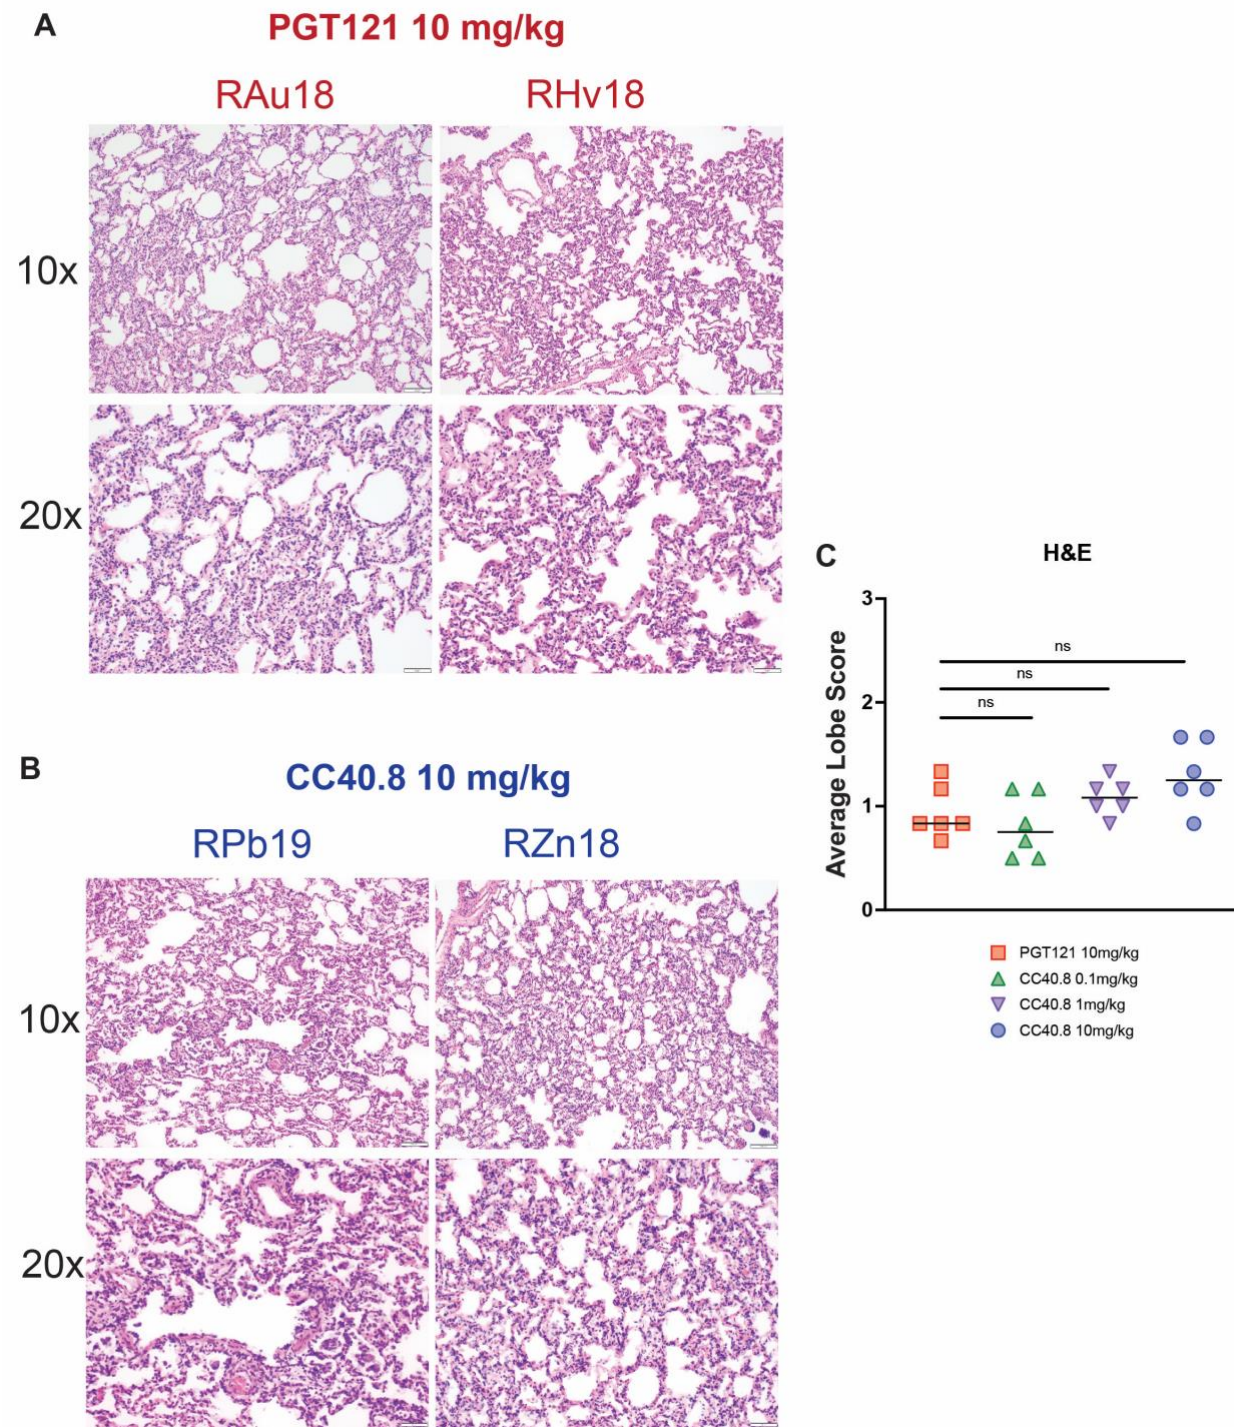 A
PGT121 10 mg/kg
RAu18 RHv18
10x
20x
B
CC40.8 10 mg/kg
RPb19 RZn18
10x
20x
C
H&E
Average Lobe Score
3
2
1
0
ns
ns
ns
PGT121 10mg/kg
CC40.8 0.1mg/kg
CC40.8 1mg/kg
CC40.8 10mg/kg